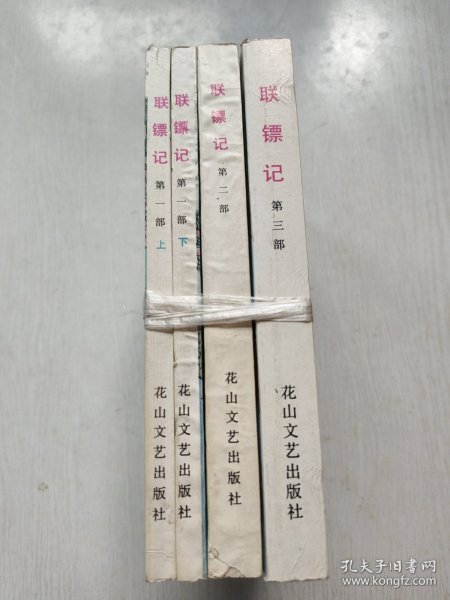 联镖记
第一部
上
花山文艺出版社
联镖记
第一部
下
花山文艺出版社
联镖记
第二部
花山文艺出版社
联镖记
第三部
花山文艺出版社
孔夫子旧书网
www.kongfz.com